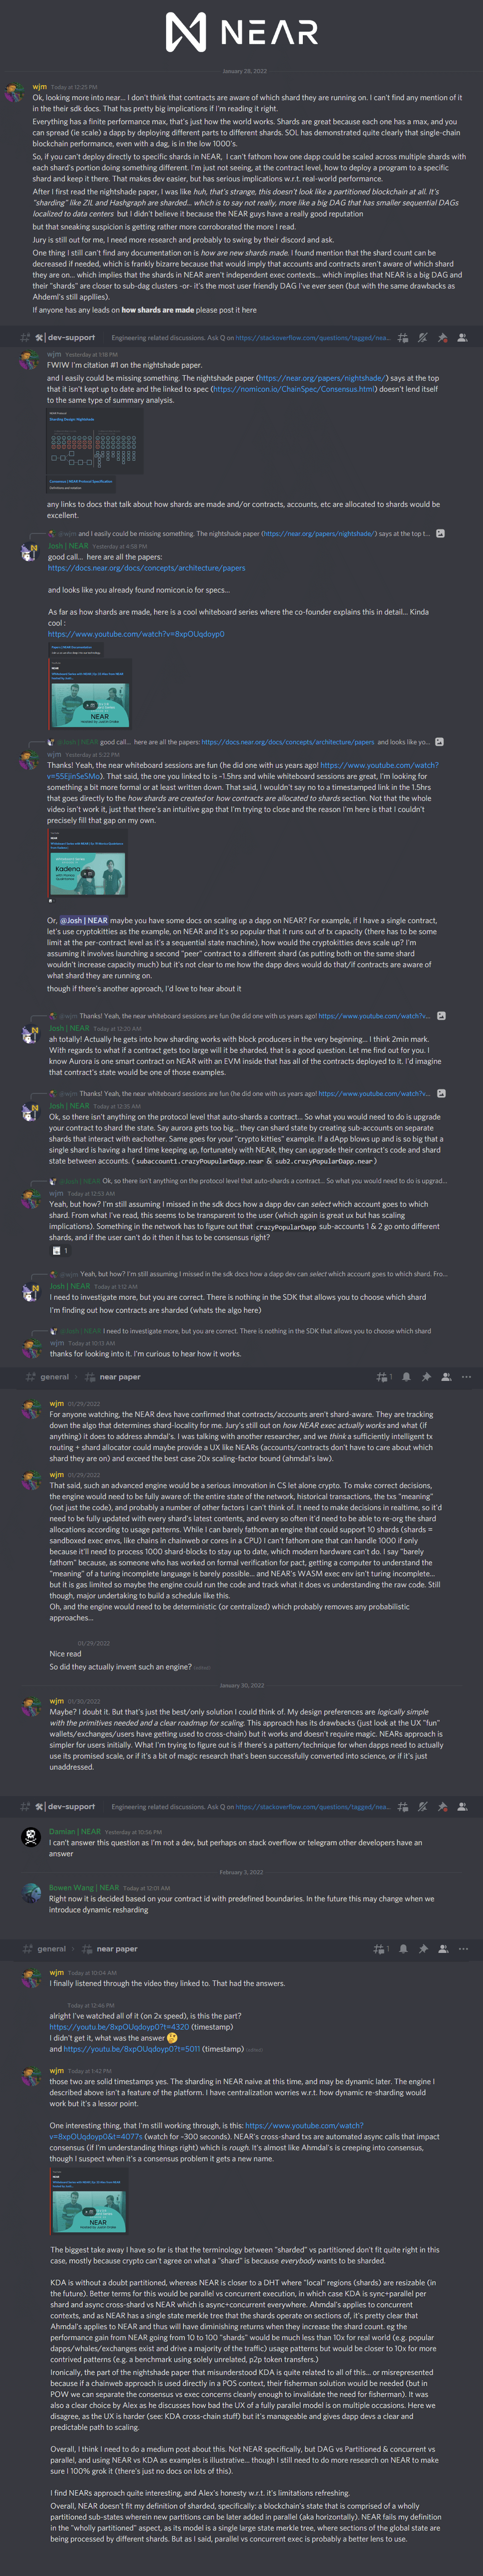 NEAR
January 28, 2022
wjm Today at 12:25 PM
Ok, looking more into near... I don't think that contracts are aware of which shard they are running on. I can't find any mention of it
in the their sdk docs. That has pretty big implications if I'm reading it right.
Everything has a finite performance max, that's just how the world works. Shards are great because each one has a max, and you
can spread (ie scale) a dapp by deploying different parts to different shards. SOL has demonstrated quite clearly that single-chain
blockchain performance, even with a dag, is in the low 1000's.
So, if you can't deploy directly to specific shards in NEAR, I can't fathom how one dapp could be scaled across multiple shards with
each shard's portion doing something different. I'm just not seeing, at the contract level, how to deploy a program to a specific
shard and keep it there. That makes dev easier, but has serious implications w.r.t. real-world performance.
After I first read the nightshade paper, I was like huh, that's strange, this doesn't look like a partitioned blockchain at all. It's
"sharding" like ZIL and Hashgraph are sharded... which is to say not really, more like a big DAG that has smaller sequential DAGs
localized to data centers but I didn't believe it because the NEAR guys have a really good reputation
but that sneaking suspicion is getting rather more corroborated the more I read.
Jury is still out for me, I need more research and probably to swing by their discord and ask.
One thing I still can't find any documentation on is how are new shards made. I found mention that the shard count can be
decreased if needed, which is frankly bizarre because that would imply that accounts and contracts aren't aware of which shard
they are on... which implies that the shards in NEAR aren't independent exec contexts... which implies that NEAR is a big DAG and
their "shards" are closer to sub-dag clusters -or- it's the most user friendly DAG I've ever seen (but with the same drawbacks as
Ahdeml's still applies).
If anyone has any leads on how shards are made please post it here
dev-support Engineering related discussions. Ask Q on https://stackoverflow.com/questions/tagged/nea...
wjm Yesterday at 1:18 PM
FWIW I'm citation #1 on the nightshade paper.
and I easily could be missing something. The nightshade paper (https://near.org/papers/nightshade/) says at the top
that it isn't kept up to date and the linked to spec (https://nomicon.io/ChainSpec/Consensus.html) doesn't lend itself
to the same type of summary analysis.
any links to docs that talk about how shards are made and/or contracts, accounts, etc are allocated to shards would be
excellent.
@wjm and I easily could be missing something. The nightshade paper (https://near.org/papers/nightshade/) says at the top t...
Josh | NEAR Yesterday at 4:58 PM
good call... here are all the papers:
https://docs.near.org/docs/concepts/architecture/papers
and looks like you already found nomicon.io for specs...
As far as how shards are made, here is a cool whiteboard series where the co-founder explains this in detail... Kinda
cool :
https://www.youtube.com/watch?v=8xpOUqdoyp0
NEAR
@Josh | NEAR good call... here are all the papers: https://docs.near.org/docs/concepts/architecture/papers and looks like yo...
wjm Yesterday at 5:22 PM
Thanks! Yeah, the near whiteboard sessions are fun (he did one with us years ago! https://www.youtube.com/watch?
v=S5EjinSe5Mo). That said, the one you linked to is ~1.5hrs and while whiteboard sessions are great, I'm looking for
something a bit more formal or at least written down. That said, I wouldn't say no to a timestamped link in the 1.5hrs
that goes directly to the how shards are created or how contracts are allocated to shards section. Not that the whole
video isn't work it, just that there's an intuitive gap that I'm trying to close and the reason I'm here is that I couldn't
precisely fill that gap on my own.
Kadena
Or, @Josh | NEAR maybe you have some docs on scaling up a dapp on NEAR? For example, if I have a single contract,
let's use cryptokitties as the example, on NEAR and it's so popular that it runs out of tx capacity (there has to be some
limit at the per-contract level as it's a sequential state machine), how would the cryptokitties devs scale up? I'm
assuming it involves launching a second "peer" contract to a different shard (as putting both on the same shard
wouldn't increase capacity much) but it's not clear to me how the dapp devs would do that/if contracts are aware of
what shard they are running on.
though if there's another approach, I'd love to hear about it
@wjm Thanks! Yeah, the near whiteboard sessions are fun (he did one with us years ago! https://www.youtube.com/watch?v...
Josh | NEAR Today at 12:20 AM
ah totally! Actually he gets into how sharding works with block producers in the very beginning... I think 2min mark.
With regards to what if a contract gets too large will it be sharded, that is a good question. Let me find out for you. I
know Aurora is one smart contract on NEAR with an EVM inside that has all of the contracts deployed to it. I'd imagine
that contract's state would be one of thoughts.
@wjm Thanks! Yeah, the near whiteboard sessions are fun (he did one with us years ago! https://www.youtube.com/watch?v...
Josh | NEAR Today at 12:35 AM
Ok, so there isn't anything on the protocol level that auto-shards a contract... So what you would need to do is upgrade
your contract to shard the state. Say aurora gets too big... they can shard state by creating sub-accounts on separate
shards that interact with eachother. Same goes for your "crypto kitties" example. If a dApp blows up and is so big that a
single shard is having a hard time keeping up, fortunately with NEAR, they can upgrade their contract's code and shard
state between accounts. ( subaccount1.crazyPoupularDapp.near & sub2.crazyPopularDapp.near )
@Josh | NEAR Ok, so there isn't anything on the protocol level that auto-shards a contract... So what you would need to do is upgrad...
wjm Today at 12:53 AM
Yeah, but how? I'm still assuming I missed in the sdk docs how a dapp dev can select which account goes to which
shard. From what I've read, this seems to be transparent to the user (which again is great ux but has scaling
implications). Something in the network has to figure out that crazyPopularDapp sub-accounts 1 & 2 go onto different
shards, and if the user can't do it then it has to be consensus right?
1
@wjm Yeah, but how? I'm still assuming I missed in the sdk docs how a dapp dev can select which account goes to which shard. Fro...
Josh | NEAR Today at 1:12 AM
I need to investigate more, but you are correct. There is nothing in the SDK that allows you to choose which shard
I'm finding out how contracts are sharded (whats the algo here)
@Josh | NEAR I need to investigate more, but you are correct. There is nothing in the SDK that allows you to choose which shard
wjm Today at 10:13 AM
thanks for looking into it. I'm curious to hear how it works.
general > near paper 1
wjm 01/29/2022
For anyone watching, the NEAR devs have confirmed that contracts/accounts aren't shard-aware. They are tracking
down the algo that determines shard-locality for me. Jury's still out on how NEAR exec actually works and what (if
anything) it does to address ahmdal's. I was talking with another researcher, and we think a sufficiently intelligent tx
routing + shard allocator could maybe provide a UX like NEARs (accounts/contracts don't have to care about which
shard they are on) and exceed the best case 20x scaling-factor bound (ahmdal's law).
wjm 01/29/2022
That said, such an advanced engine would be a serious innovation in CS let alone crypto. To make correct decisions,
the engine would need to be fully aware of: the entire state of the network, historical transactions, the txs "meaning"
(not just the code), and probably a number of other factors I can't think of. It need to make decisions in realtime, so it'd
need to be fully updated with every shard's latest contents, and every so often it'd need to be able to re-org the shard
allocations according to usage patterns. While I can barely fathom an engine that could support 10 shards (shards =
sandboxed exec envs, like chains in chainweb or cores in a CPU) I can't fathom one that can handle 1000 if only
because it'll need to process 1000 shard-blocks to stay up to date, which modern hardware can't do. I say "barely
fathom" because, as someone who has worked on formal verification for pact, getting a computer to understand the
"meaning" of a turing incomplete language is barely possible... and NEAR's WASM exec env isn't turing incomplete...
but it is gas limited so maybe the engine could run the code and track what it does vs understanding the raw code. Still
though, major undertaking to build a schedule like this.
Oh, and the engine would need to be deterministic (or centralized) which probably removes any probabilistic
approaches...
01/29/2022
Nice read
So did they actually invent such an engine? (edited)
January 30, 2022
wjm 01/30/2022
Maybe? I doubt it. But that's just the best/only solution I could think of. My design preferences are logically simple
with the primitives needed and a clear roadmap for scaling. This approach has its drawbacks (just look at the UX "fun"
wallets/exchanges/users have getting used to cross-chain) but it works and doesn't require magic. NEARs approach is
simpler for users initially. What I'm trying to figure out is if there's a pattern/technique for when dapps need to actually
use its promised scale, or if it's a bit of magic research that's been successfully converted into science, or if it's just
unaddressed.
dev-support Engineering related discussions. Ask Q on https://stackoverflow.com/questions/tagged/nea...
Damian | NEAR Yesterday at 10:56 PM
I can't answer this question as I'm not a dev, but perhaps on stack overflow or telegram other developers have an
answer
February 3, 2022
Bowen Wang | NEAR Today at 12:01 AM
Right now it is decided based on your contract id with predefined boundaries. In the future this may change when we
introduce dynamic resharding
general > near paper 1
wjm Today at 10:04 AM
I finally listened through the video they linked to. That had the answers.
Today at 12:46 PM
alright I've watched all of it (on 2x speed), is this the part?
https://youtu.be/8xpOUqdoyp0?t=4320 (timestamp)
I didn't get it, what was the answer 🤔
and https://youtu.be/8xpOUqdoyp0?t=5011 (timestamp) (edited)
wjm Today at 1:47 PM
those two are solid timestamps yes. The sharding in NEAR naive at this time, and may be dynamic later. The engine I
described above isn't a feature of the platform. I have centralization worries w.r.t. how dynamic re-sharding would
work but it's a lessor point.
One interesting thing, that I'm still working through, is this: https://www.youtube.com/watch?
v=8xpOUqdoyp0&t=4077s (watch for ~300 seconds). NEAR's cross-shard txs are automated async calls that impact
consensus (if I'm understanding things right) which is rough. It's almost like Ahmdal's is creeping into consensus,
though I suspect when it's a consensus problem it gets a new name.
NEAR
The biggest take away I have so far is that the terminology between "sharded" vs partitioned don't fit quite right in this
case, mostly because crypto can't agree on what a "shard" is because everybody wants to be sharded.
KDA is without a doubt partitioned, whereas NEAR is closer to a DHT where "local" regions (shards) are resizable (in
the future). Better terms for this would be parallel vs concurrent execution, in which case KDA is sync+parallel per
shard and async cross-shard vs NEAR which is async+concurrent everywhere. Ahmdal's applies to concurrent
contexts, and as NEAR has a single state merkle tree that the shards operate on sections of, it's pretty clear that
Ahmdal's applies to NEAR and thus will have diminishing returns when they increase the shard count. eg the
performance gain from NEAR going from 10 to 100 "shards" would be much less than 10x for real world (e.g. popular
dapps/whales/exchanges exist and drive a majority of the traffic) usage patterns but would be closer to 10x for more
contrived patterns (e.g. a benchmark using solely unrelated, p2p token transfers.)
Ironically, the part of the nightshade paper that misunderstood KDA is quite related to all of this... or misrepresented
because if a chainweb approach is used directly in a POS context, their fisherman solution would be needed (but in
POW we can separate the consensus vs exec concerns cleanly enough to invalidate the need for fisherman). It was
also a clear choice by Alex as he discusses how bad the UX of a fully parallel model is on multiple occasions. Here we
disagree, as the UX is harder (see: KDA cross-chain stuff) but it's manageable and gives dapp devs a clear and
predictable path to scaling.
Overall, I think I need to do a medium post about this. Not NEAR specifically, but DAG vs Partitioned & concurrent vs
parallel, and using NEAR vs KDA as examples is illustrative... though I still need to do more research on NEAR to make
sure I 100% grok it (there's just no docs on lots of this).
I find NEARs approach quite interesting, and Alex's honesty w.r.t. it's limitations refreshing.
Overall, NEAR doesn't fit my definition of sharded, specifically: a blockchain's state that is comprised of a wholly
partitioned sub-states wherein new partitions can be later added in parallel (aka horizontally). NEAR fails my definition
in the "wholly partitioned" aspect, as its model is a single large state merkle tree, where sections of the global state are
being processed by different shards. But as I said, parallel vs concurrent exec is probably a better lens to use.